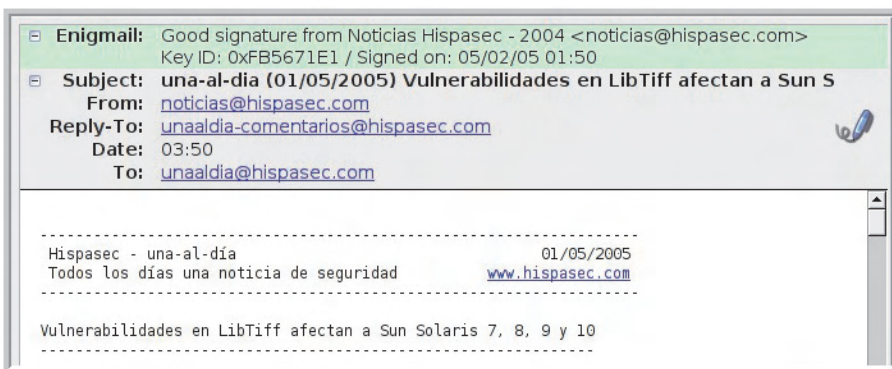 Enigmail: Good signature from Noticias Hispasec - 2004 <noticias@hispasec.com>
Key ID: 0xFB5671E1 / Signed on: 05/02/05 01:50
Subject: una-al-dia (01/05/2005) Vulnerabilidades en LibTiff afectan a Sun S
From: noticias@hispasec.com
Reply-To: unaaldia-comentarios@hispasec.com
Date: 03:50
To: unaaldia@hispasec.com
Hispasec - una-al-día 01/05/2005
Todos los días una noticia de seguridad www.hispasec.com
Vulnerabilidades en LibTiff afectan a Sun Solaris 7, 8, 9 y 10